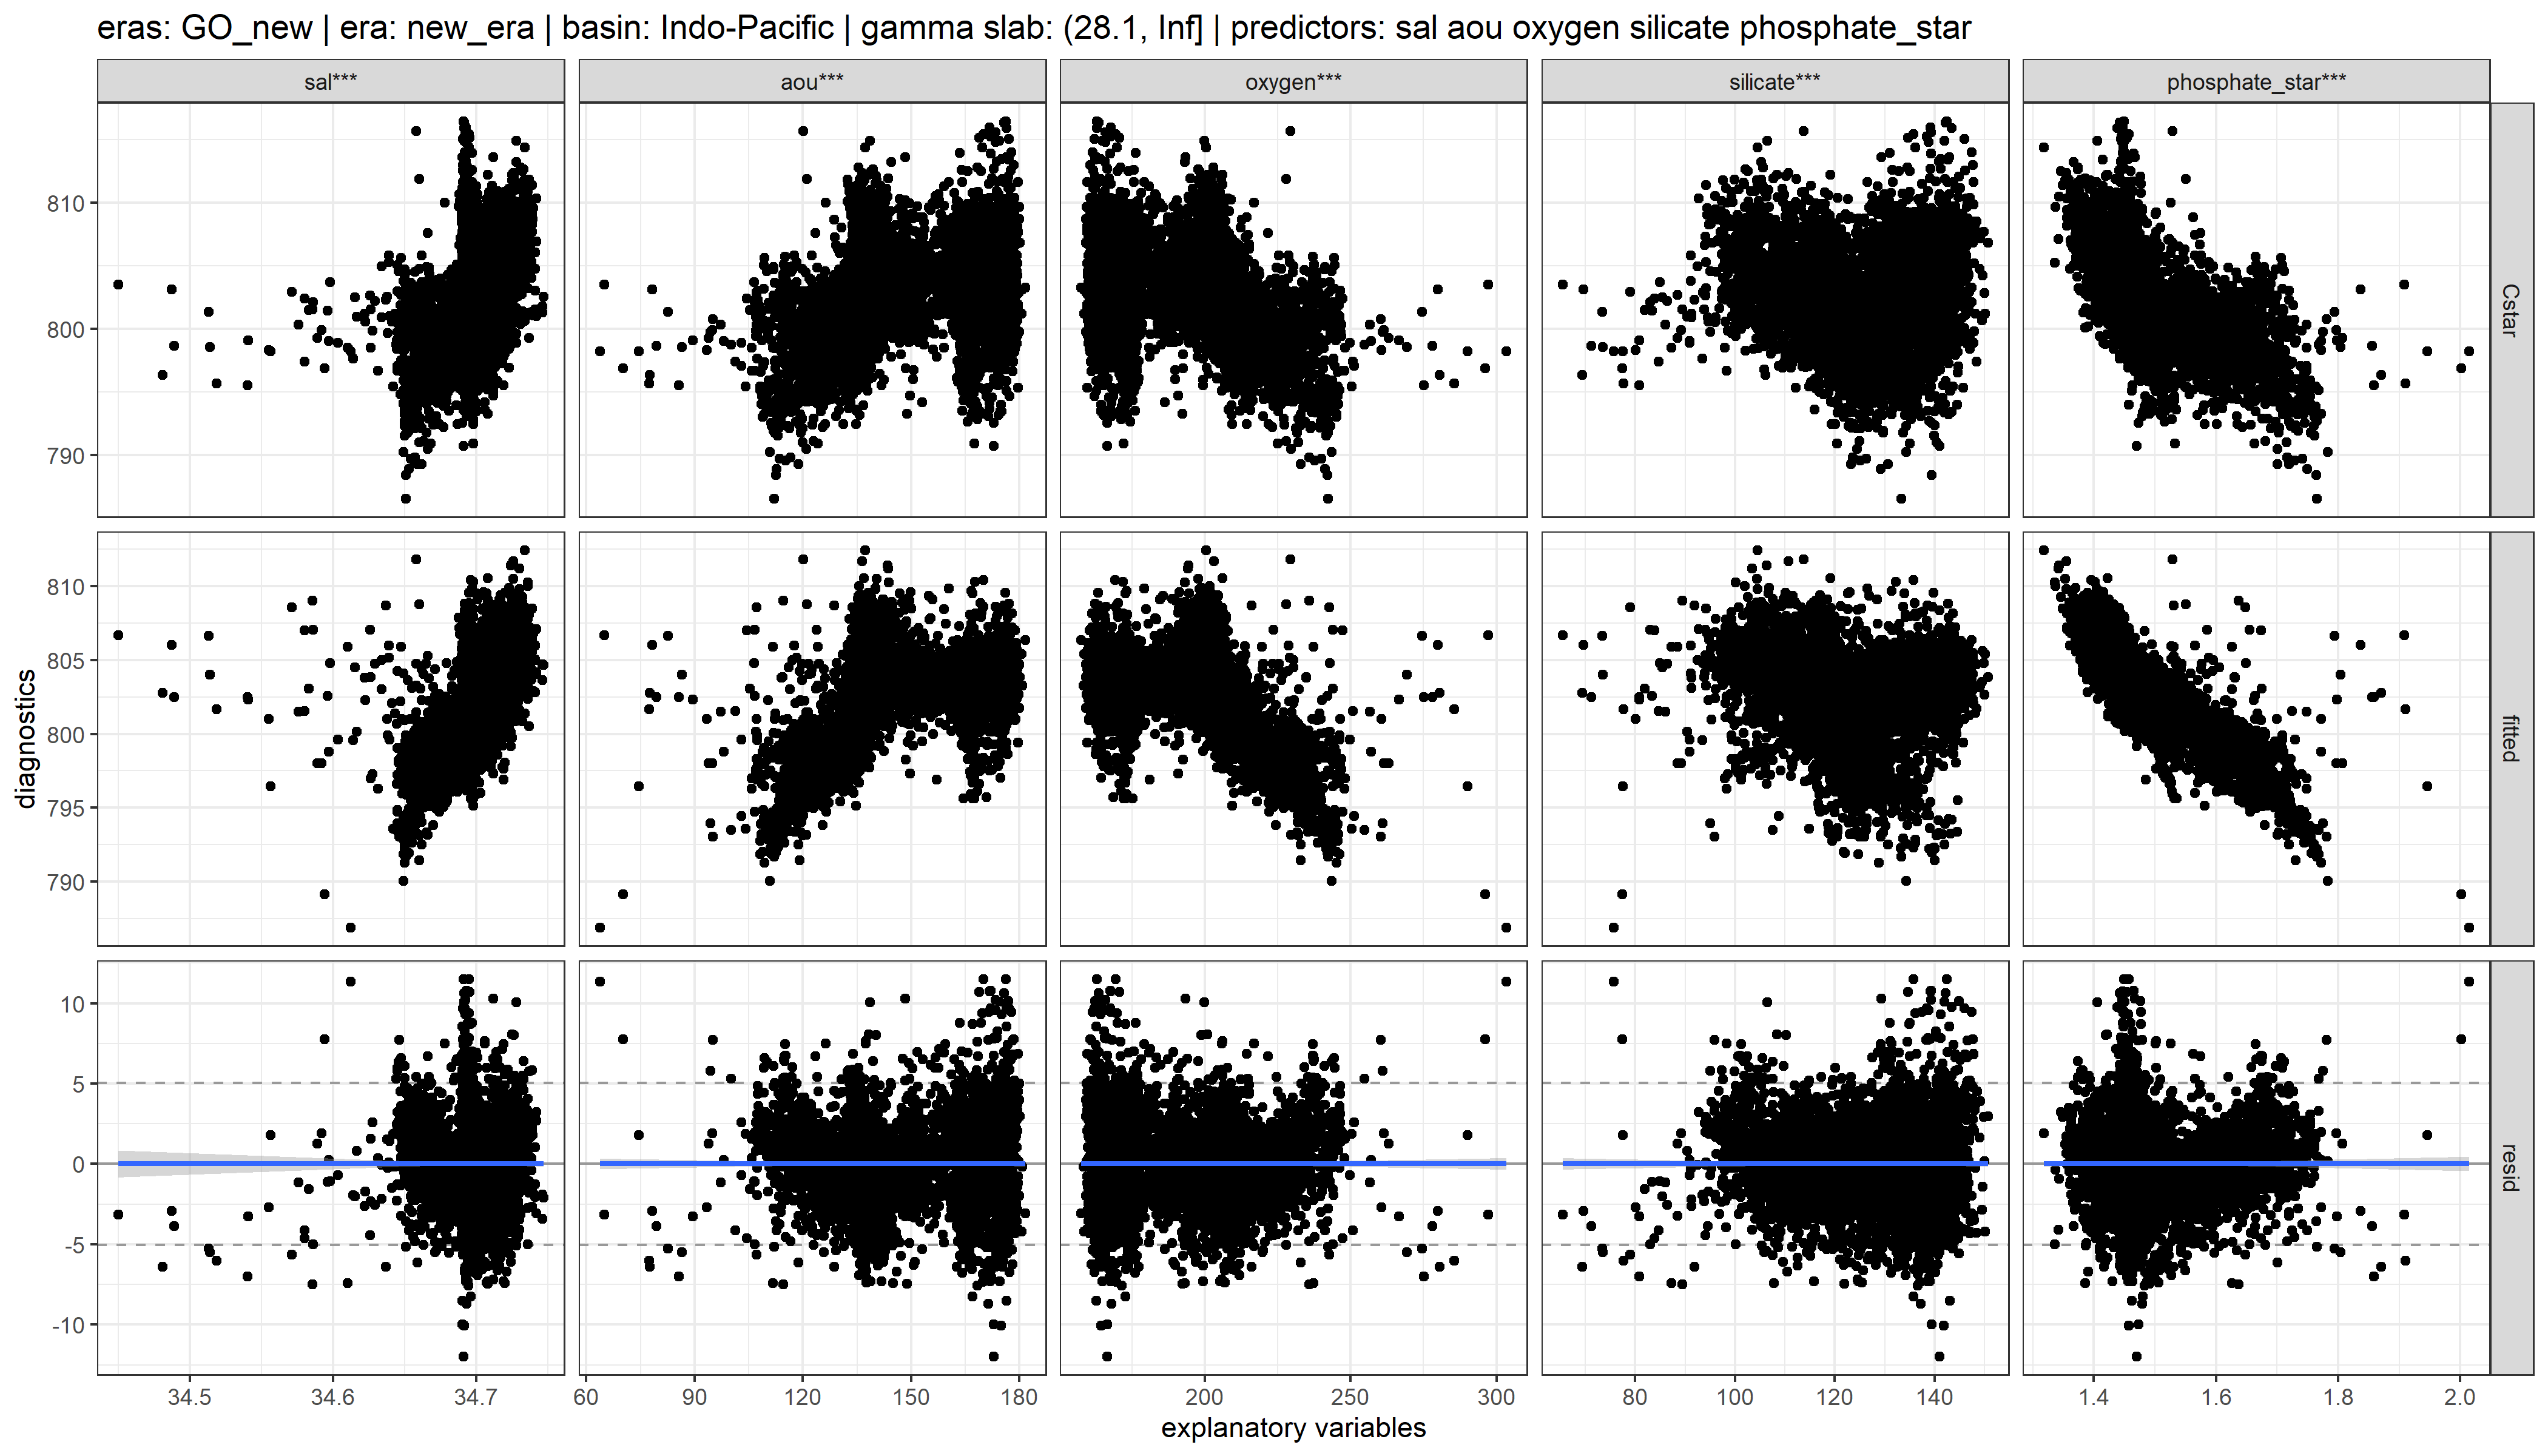 eras: GO_new | era: new_era | basin: Indo-Pacific | gamma slab: (28.1, Inf] | predictors: sal aou oxygen silicate phosphate_star
sal*** aou*** oxygen*** silicate*** phosphate_star***
810
800
790
Cstar
810
805
800
795
790
fitted
diagnostics
10
5
0
-5
-10
resid
34.5 34.6 34.7 60 90 120 150 180 200 250 300 80 100 120 140 1.4 1.6 1.8 2.0
explanatory variables